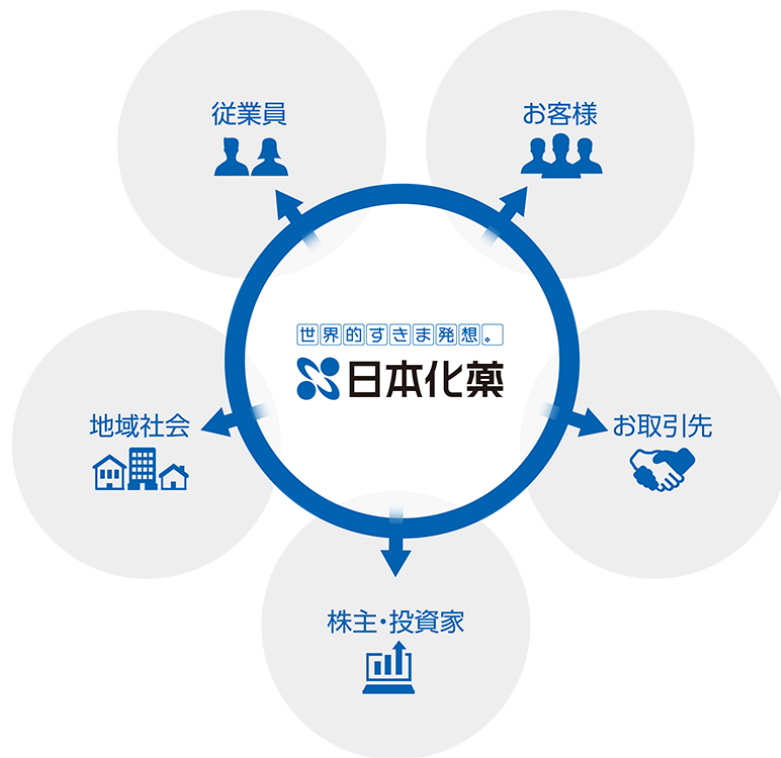 従業員
お客様
世界的すきま発想。
日本化薬
地域社会
お取引先
株主・投資家